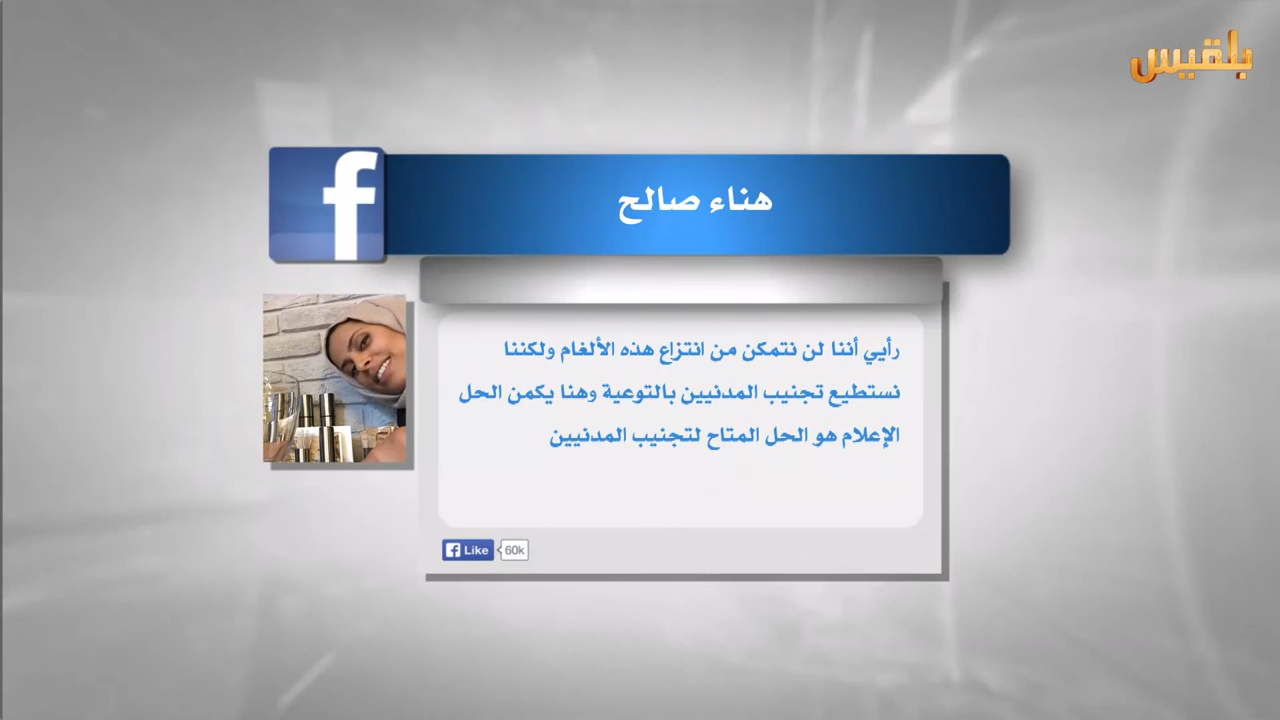 بلقيس
هناء صالح
رأيي أننا لن نتمكن من انتزاع هذه الألغام ولكننا
نستطيع تجنيب المدنيين بالتوعية وهنا يكمن الحل
الإعلام هو الحل المتاح لتجنيب المدنيين
f Like 60k